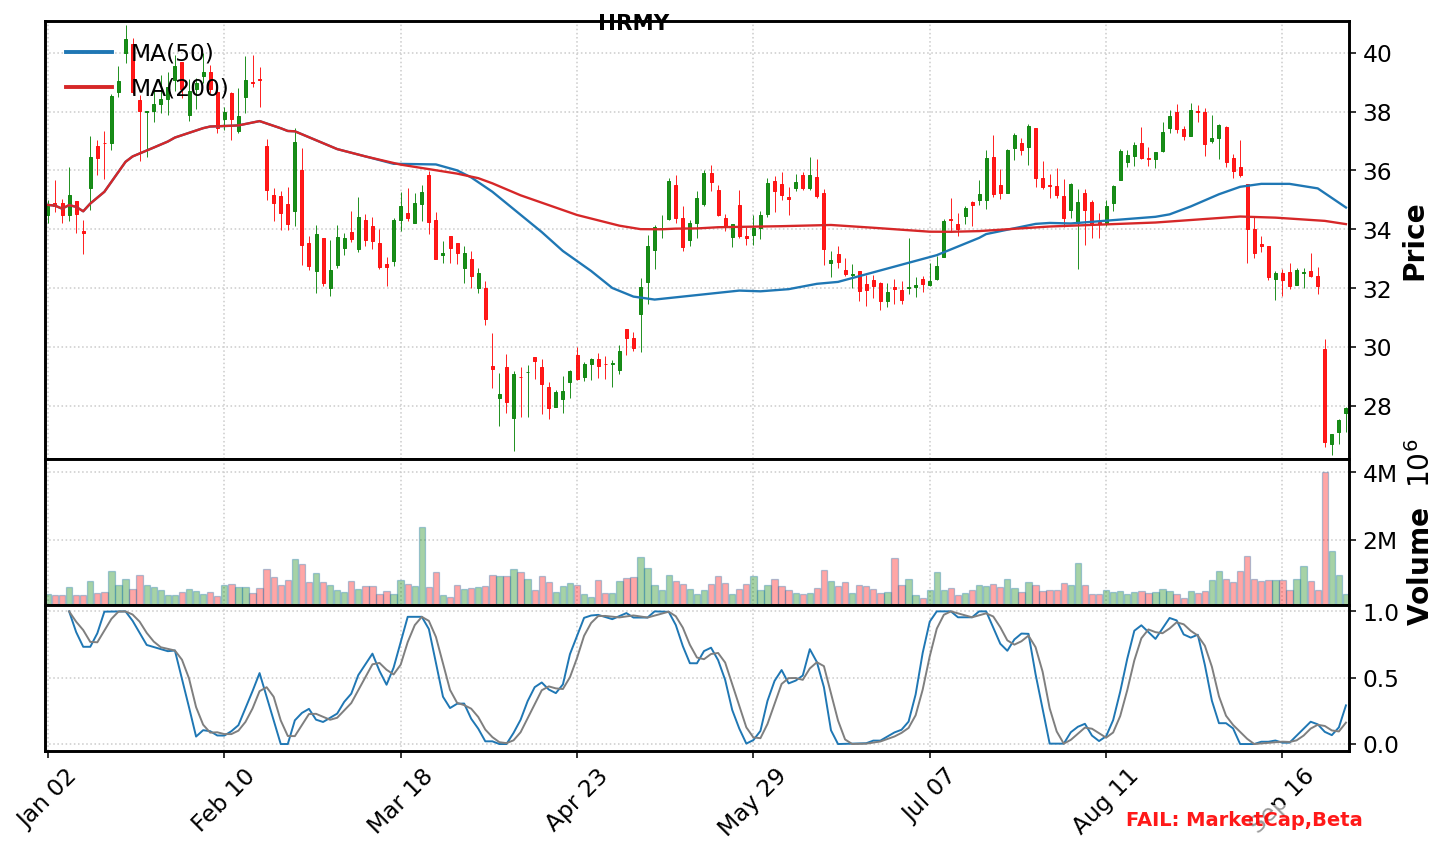 HRMY
MA(50)
MA(200)
40
38
36
34
32
30
28
Price
4M
2M
Volume 10^6
1.0
0.5
0.0
Jan 02
Feb 10
Mar 18
Apr 23
May 29
Jul 07
Aug 11
Sep 16
FAIL: MarketCap,Beta